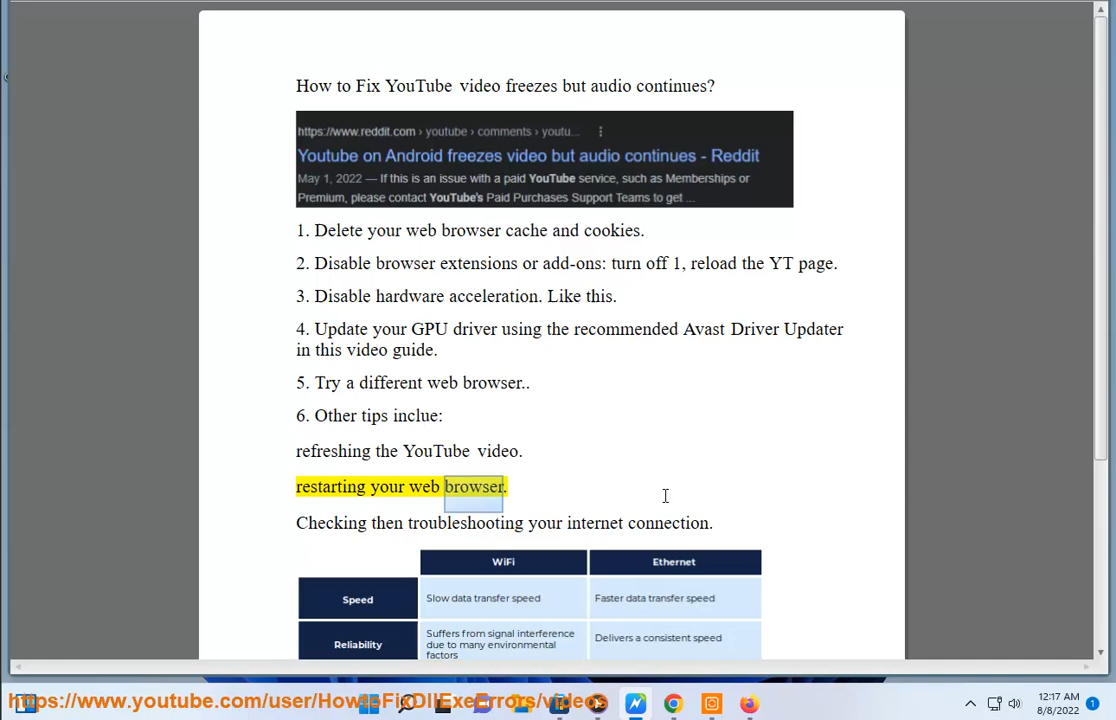 How to Fix YouTube video freezes but audio continues?
https://www.reddit.com › youtube › comments › youtu...
Youtube on Android freezes video but audio continues - Reddit
May 1, 2022 — If this is an issue with a paid YouTube service, such as Memberships or
Premium, please contact YouTube's Paid Purchases Support Teams to get ...
1. Delete your web browser cache and cookies.
2. Disable browser extensions or add-ons: turn off 1, reload the YT page.
3. Disable hardware acceleration. Like this.
4. Update your GPU driver using the recommended Avast Driver Updater
in this video guide.
5. Try a different web browser..
6. Other tips inclue:
refreshing the YouTube video.
restarting your web browser.
Checking then troubleshooting your internet connection.
WiFi Ethernet
Speed Slow data transfer speed Faster data transfer speed
Reliability Suffers from signal interference
due to many environmental
factors
Delivers a consistent speed
https://www.youtube.com/user/HowtoFixDllExeErrors/videos
12:17 AM
8/8/2022
1